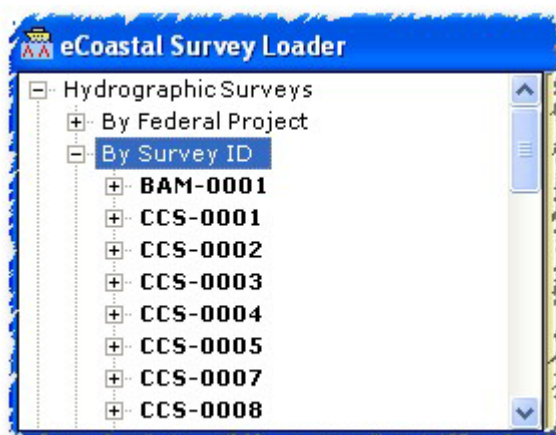 eCoastal Survey Loader
Hydrographic Surveys
By Federal Project
By Survey ID
BAM-0001
CCS-0001
CCS-0002
CCS-0003
CCS-0004
CCS-0005
CCS-0007
CCS-0008